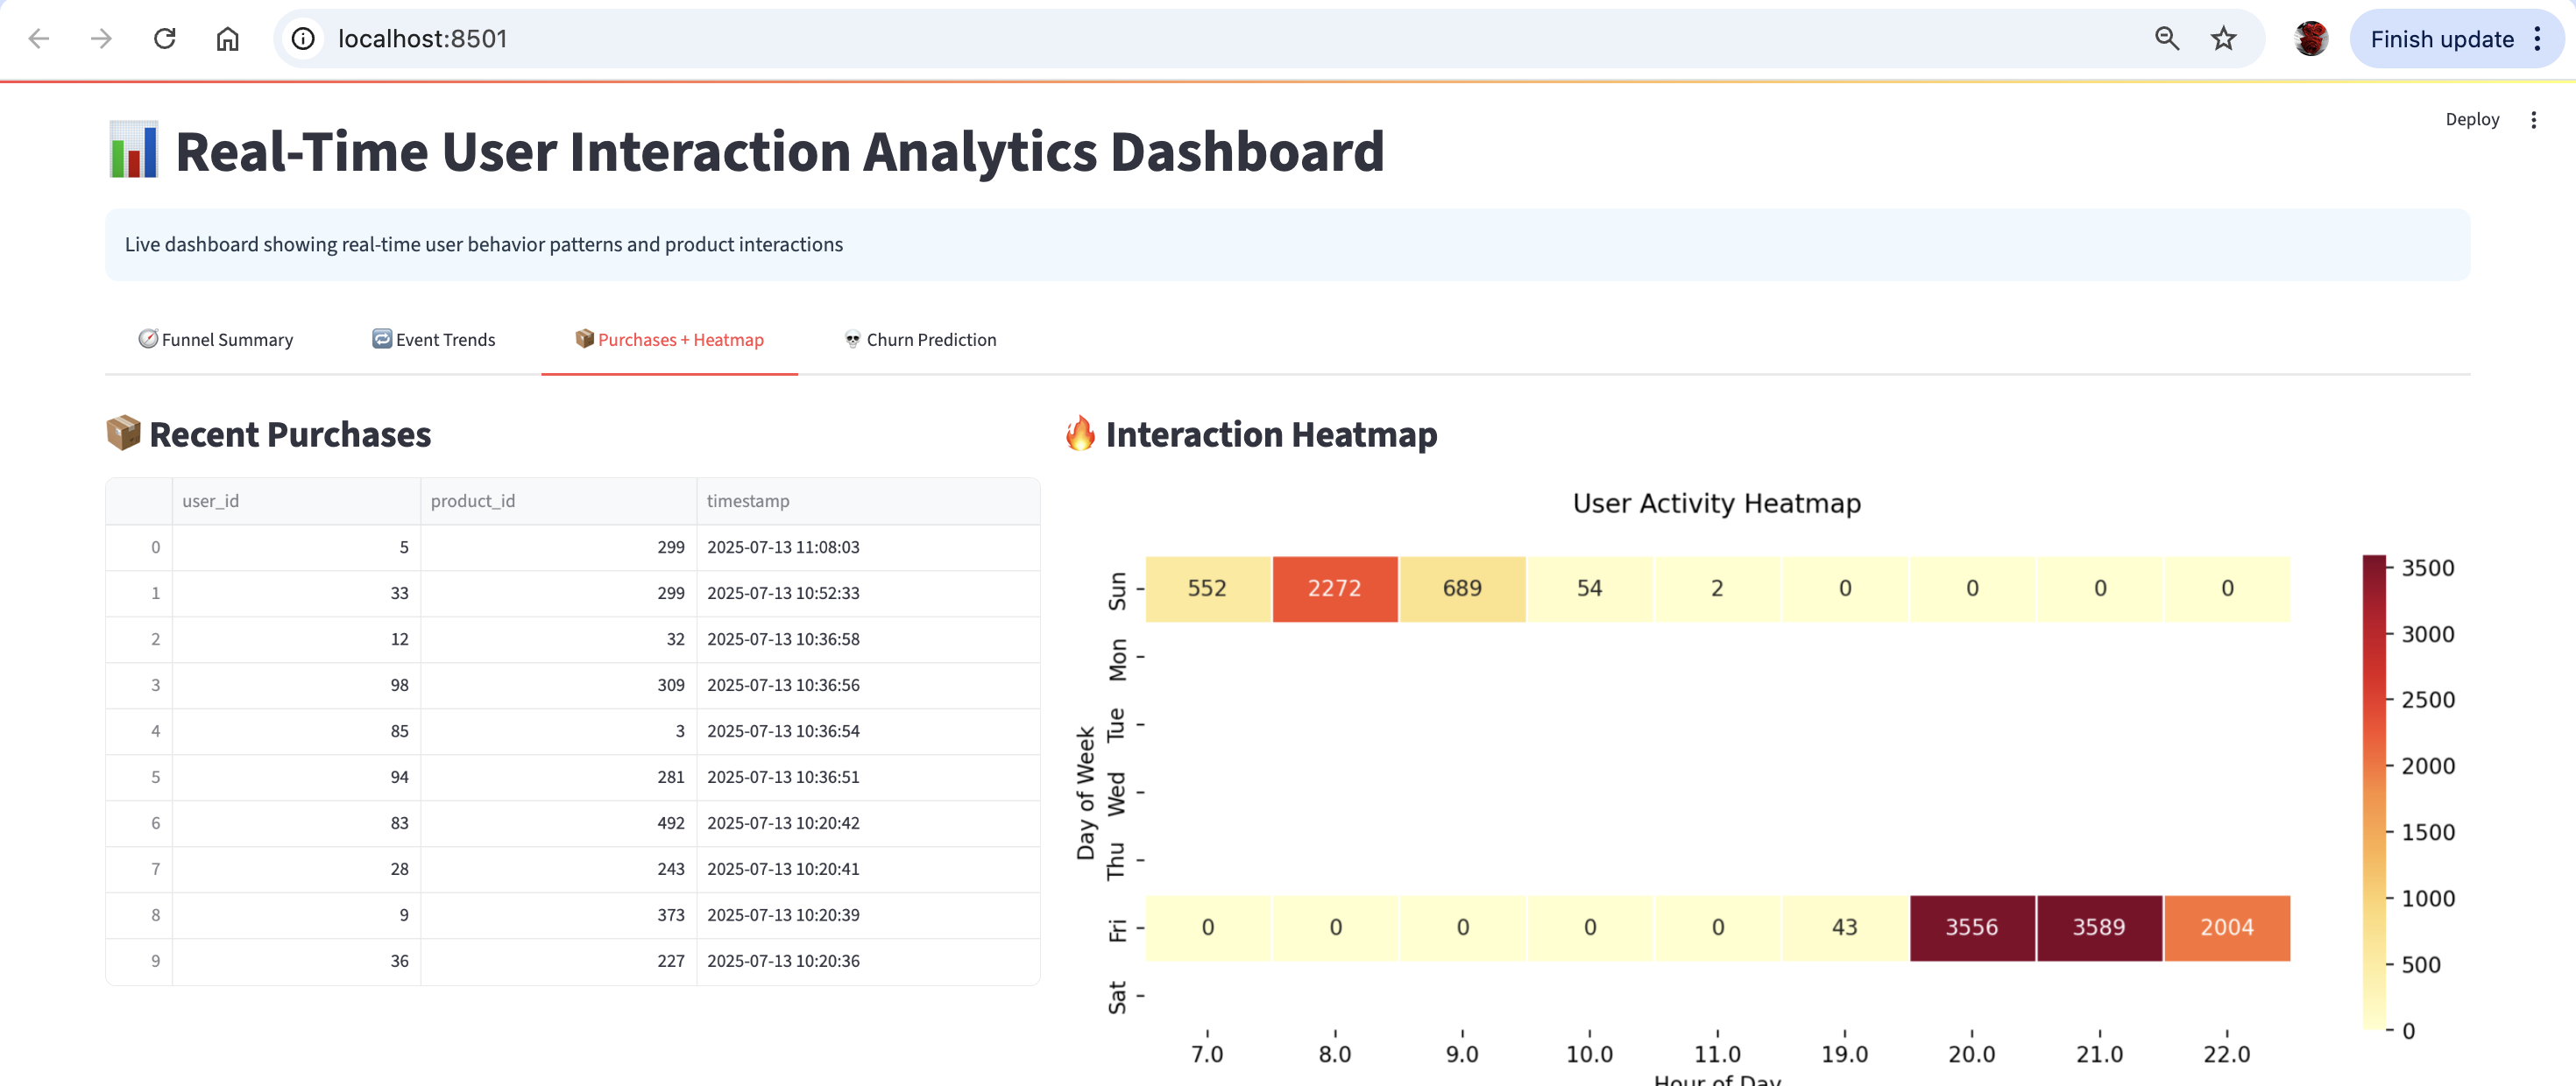 localhost:8501
Finish update
Deploy
Real-Time User Interaction Analytics Dashboard
Live dashboard showing real-time user behavior patterns and product interactions
Funnel Summary Event Trends Purchases + Heatmap Churn Prediction
Recent Purchases
user_id product_id timestamp
0 5 299 2025-07-13 11:08:03
1 33 299 2025-07-13 10:52:33
2 12 32 2025-07-13 10:36:58
3 98 309 2025-07-13 10:36:56
4 85 3 2025-07-13 10:36:54
5 94 281 2025-07-13 10:36:51
6 83 492 2025-07-13 10:20:42
7 28 243 2025-07-13 10:20:41
8 9 373 2025-07-13 10:20:39
9 36 227 2025-07-13 10:20:36
Interaction Heatmap
User Activity Heatmap
Day of Week
Sun 552 2272 689 54 2 0 0 0 0
Mon
Tue
Wed
Thu
Fri 0 0 0 0 0 43 3556 3589 2004
Sat
7.0 8.0 9.0 10.0 11.0 19.0 20.0 21.0 22.0
Hour of Day
3500
3000
2500
2000
1500
1000
500
0